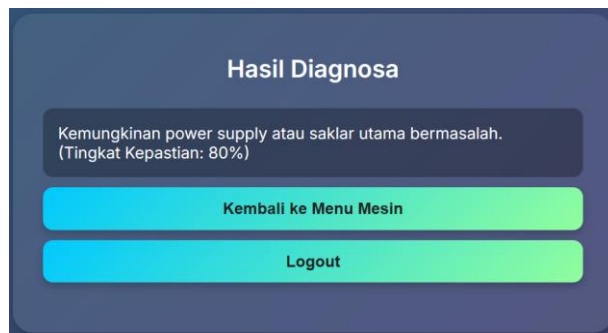 Hasil Diagnosa
Kemungkinan power supply atau saklar utama bermasalah.
(Tingkat Kepastian: 80%)
Kembali ke Menu Mesin
Logout